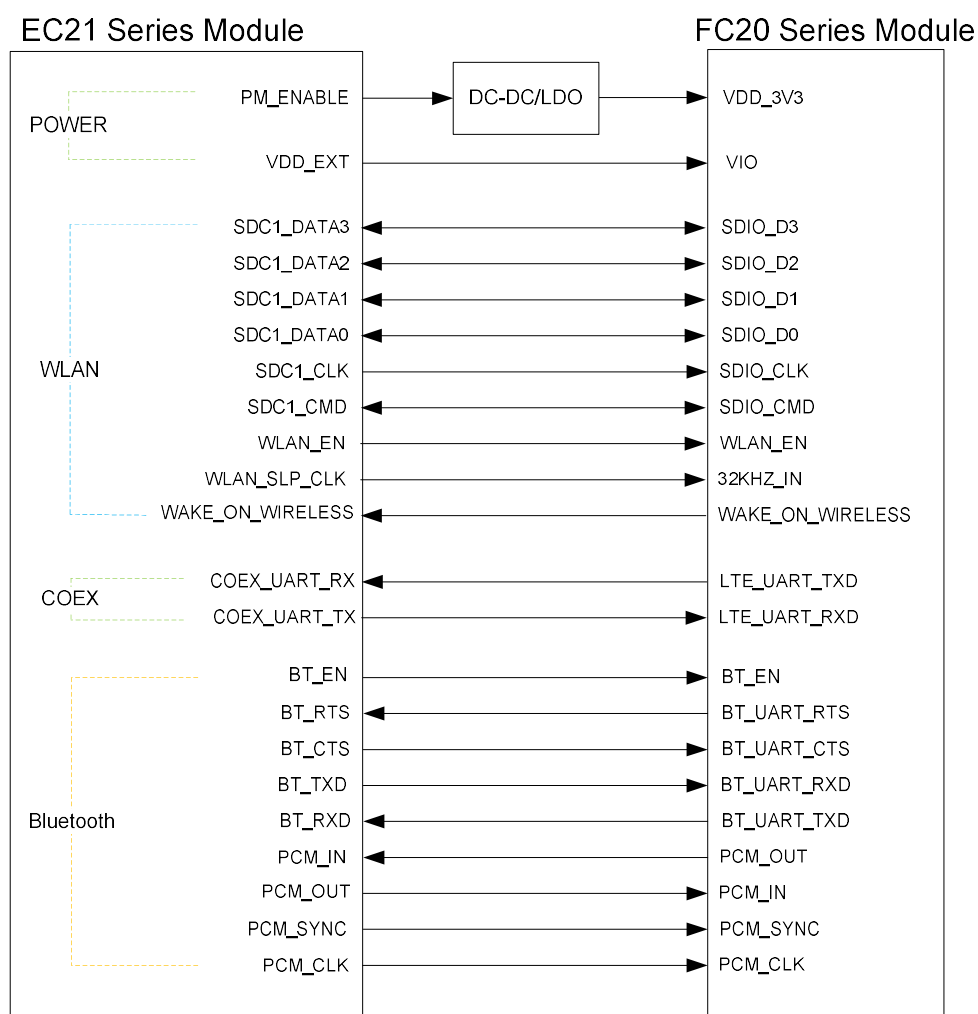 EC21 Series Module FC20 Series Module
PM_ENABLE DC-DC/LDO VDD_3V3
POWER
VDD_EXT VIO
SDC1_DATA3 SDIO_D3
SDC1_DATA2 SDIO_D2
SDC1_DATA1 SDIO_D1
SDC1_DATA0 SDIO_D0
WLAN SDC1_CLK SDIO_CLK
SDC1_CMD SDIO_CMD
WLAN_EN WLAN_EN
WLAN_SLP_CLK 32KHZ_IN
WAKE_ON_WIRELESS WAKE_ON_WIRELESS
COEX_UART_RX LTE_UART_TXD
COEX
COEX_UART_TX LTE_UART_RXD
BT_EN BT_EN
BT_RTS BT_UART_RTS
BT_CTS BT_UART_CTS
BT_TXD BT_UART_RXD
Bluetooth BT_RXD BT_UART_TXD
PCM_IN PCM_OUT
PCM_OUT PCM_IN
PCM_SYNC PCM_SYNC
PCM_CLK PCM_CLK